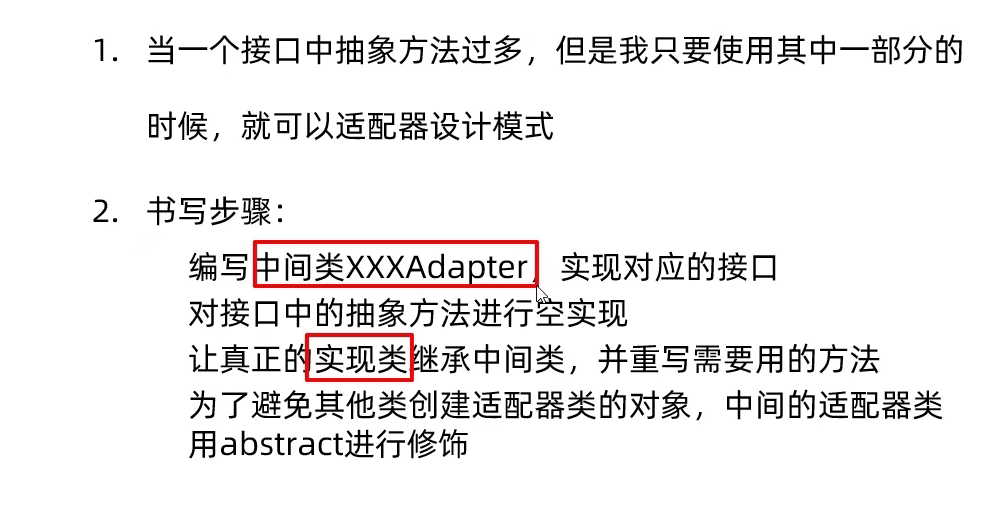 1. 当一个接口中抽象方法过多，但是我只要使用其中一部分的
时候，就可以适配器设计模式
2. 书写步骤：
编写中间类XXXAdapter，实现对应的接口
对接口中的抽象方法进行空实现
让真正的实现类继承中间类，并重写需要用的方法
为了避免其他类创建适配器类的对象，中间的适配器类
用abstract进行修饰